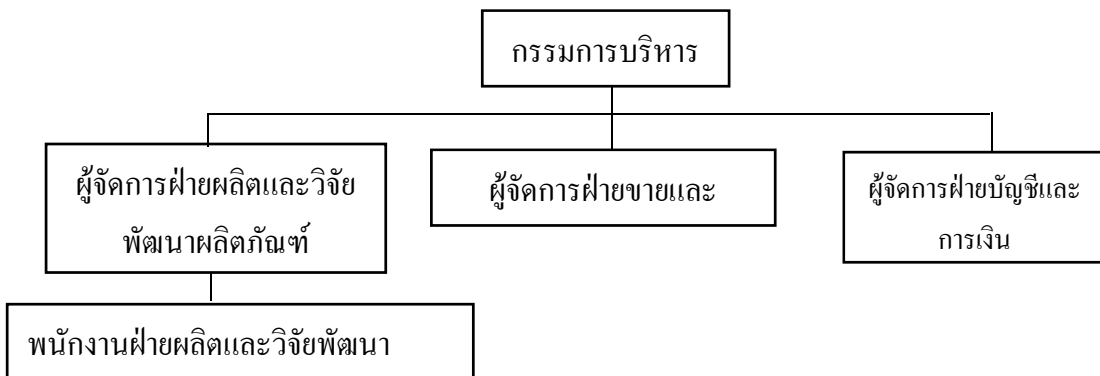 กรรมการบริหาร
ผู้จัดการฝ่ายผลิตและวิจัย
พัฒนาผลิตภัณฑ์
ผู้จัดการฝ่ายขายและ
ผู้จัดการฝ่ายบัญชีและ
การเงิน
พนักงานฝ่ายผลิตและวิจัยพัฒนา